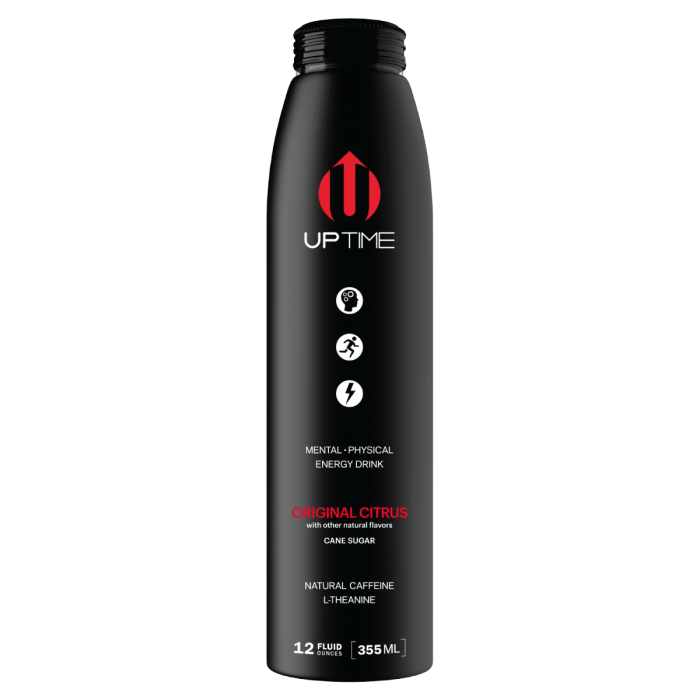 UPTIME
MENTAL • PHYSICAL
ENERGY DRINK
ORIGINAL CITRUS
with other natural flavors
CANE SUGAR
NATURAL CAFFEINE
L-THEANINE
12 FLUID OUNCES [355ML]